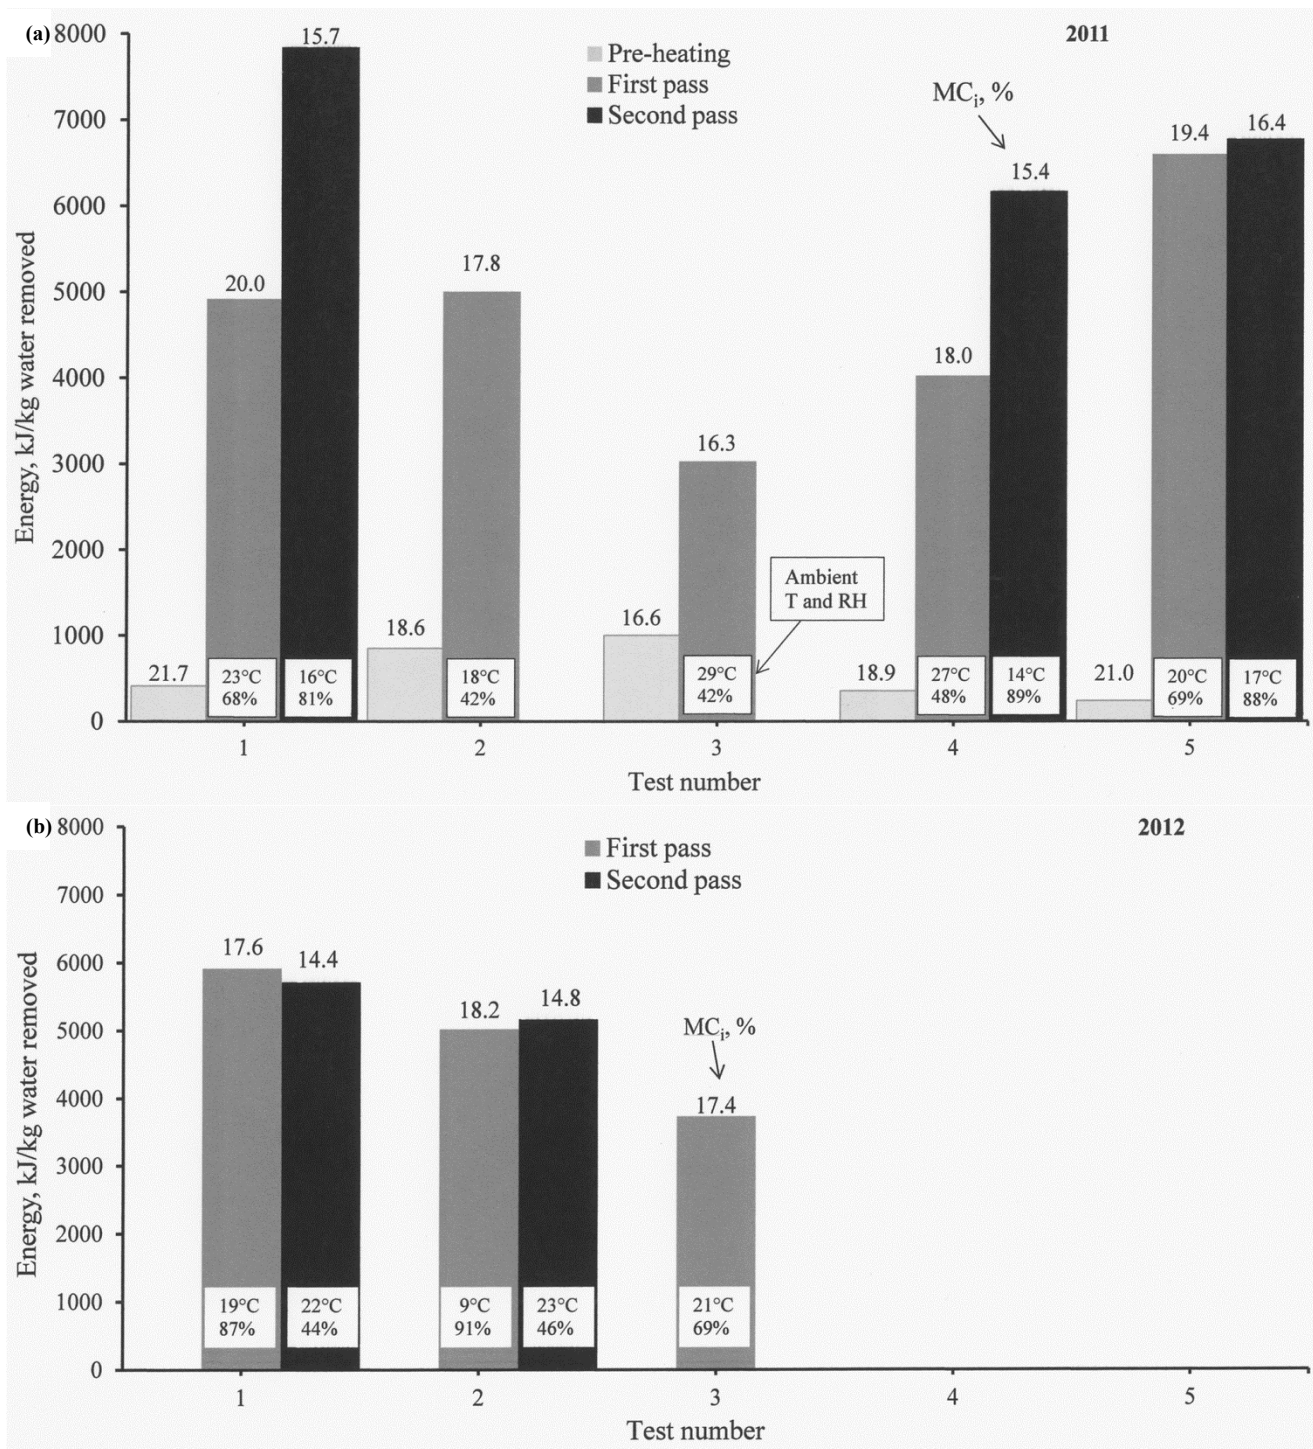 (a)
2011
Pre-heating
First pass
Second pass
MCi, %
Energy, kJ/kg water removed
8000
7000
6000
5000
4000
3000
2000
1000
0
21.7
20.0
15.7
18.6
17.8
16.6
16.3
18.9
18.0
15.4
21.0
19.4
16.4
Ambient
T and RH
23°C
68%
16°C
81%
18°C
42%
29°C
42%
27°C
48%
14°C
89%
20°C
69%
17°C
88%
1 2 3 4 5
Test number
(b)
2012
First pass
Second pass
Energy, kJ/kg water removed
8000
7000
6000
5000
4000
3000
2000
1000
0
17.6
14.4
18.2
14.8
MCi, %
17.4
19°C
87%
22°C
44%
9°C
91%
23°C
46%
21°C
69%
1 2 3 4 5
Test number